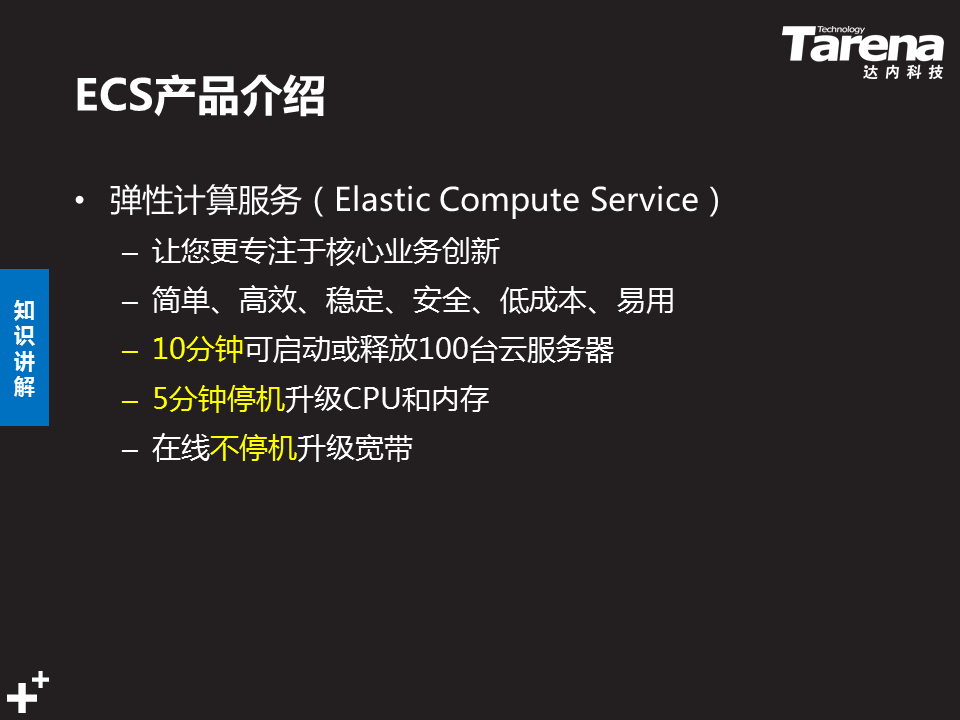 Technology
Tarena
达内科技
ECS产品介绍
• 弹性计算服务（Elastic Compute Service）
– 让您更专注于核心业务创新
– 简单、高效、稳定、安全、低成本、易用
– 10分钟可启动或释放100台云服务器
– 5分钟停机升级CPU和内存
– 在线不停机升级宽带
知识讲解